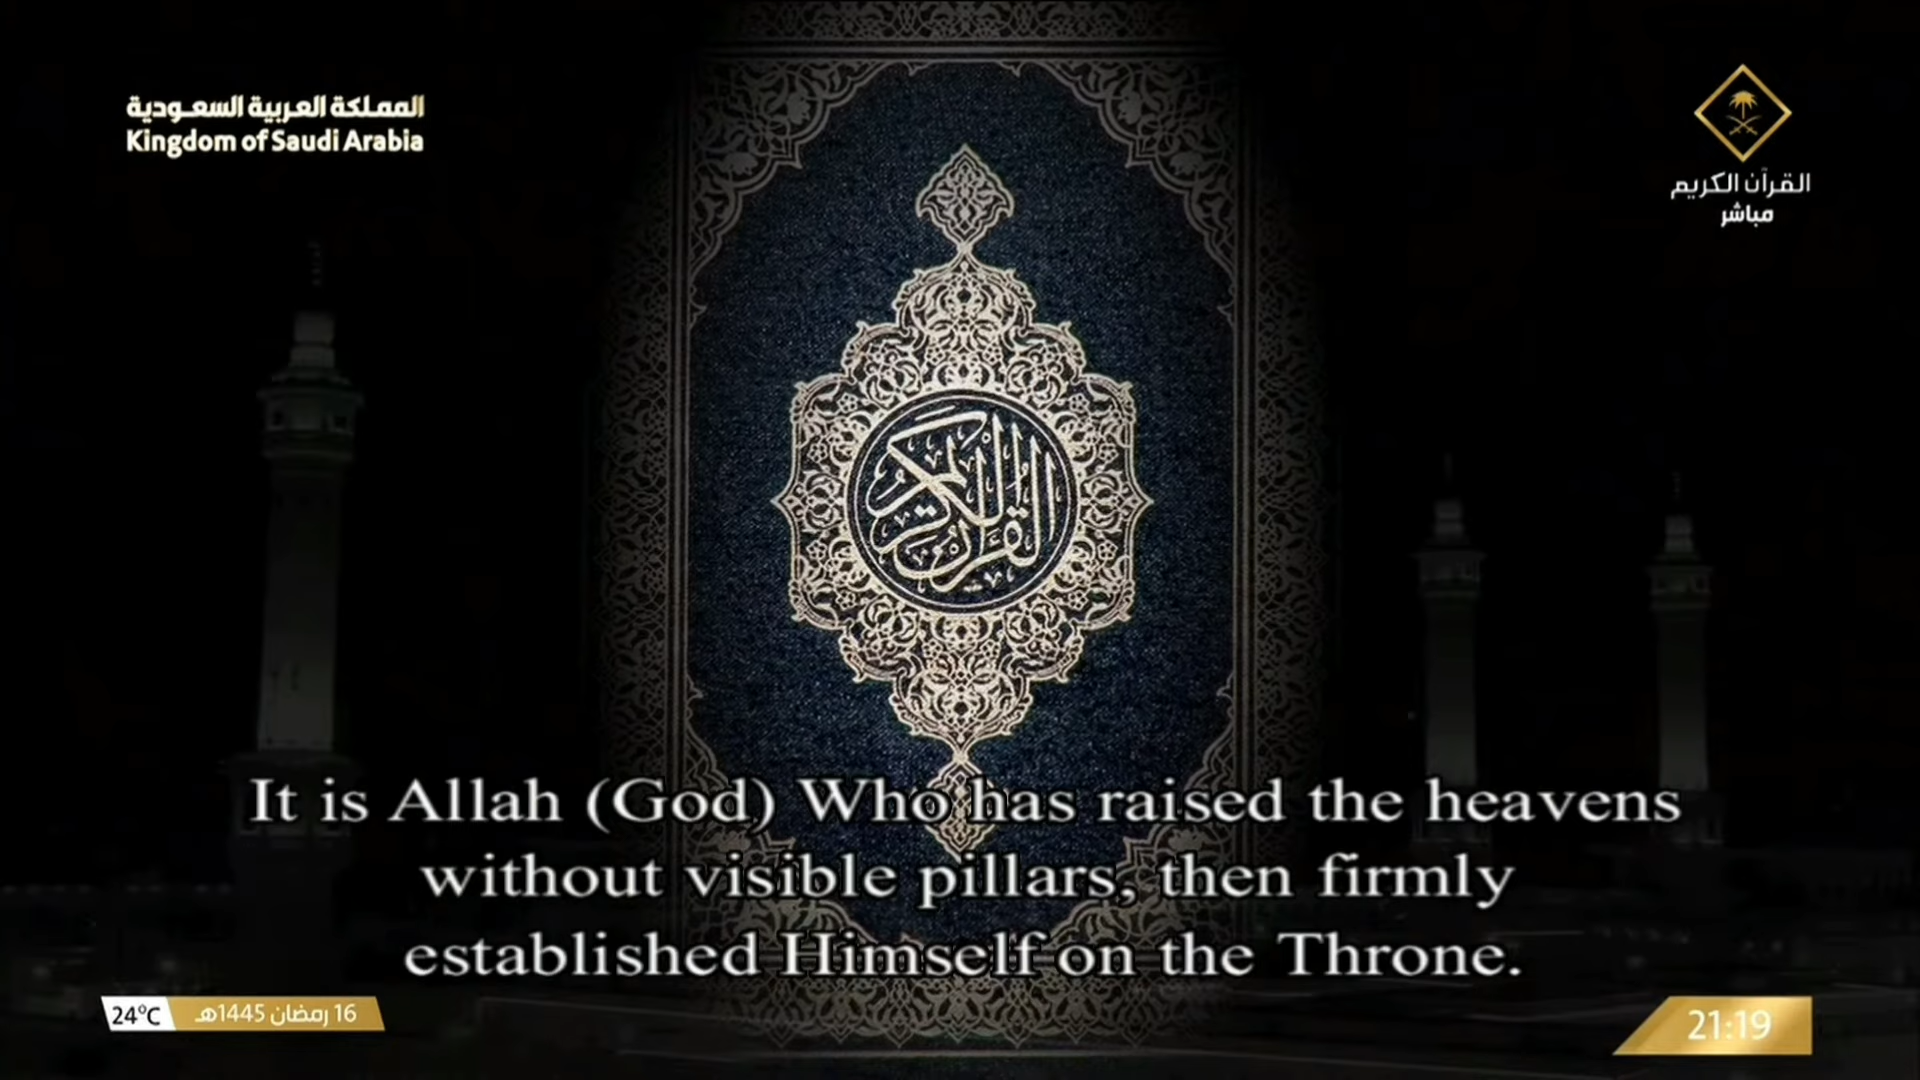 المملكة العربية السعودية
Kingdom of Saudi Arabia
القرآن الكريم
مباشر
القرآن الكريم
It is Allah (God) Who has raised the heavens
without visible pillars, then firmly
established Himself on the Throne.
24°C
16 رمضان 1445هـ
21:19